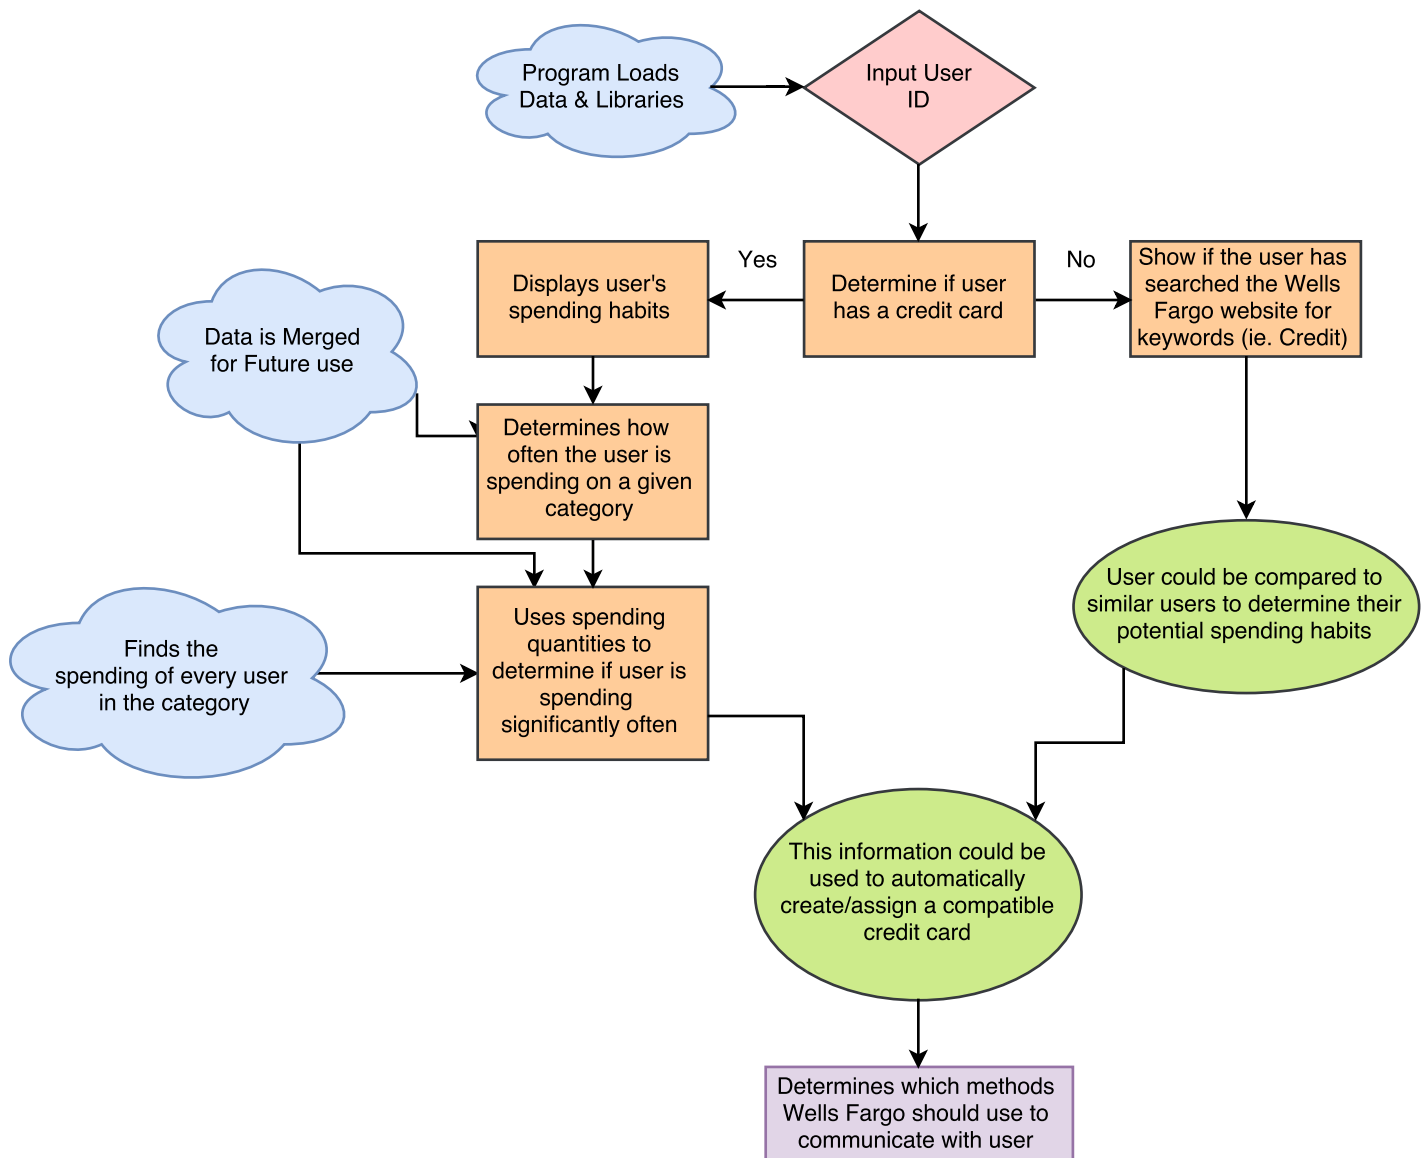 Program Loads
Data & Libraries
Input User
ID
Displays user's
spending habits
Yes
Determine if user
has a credit card
No
Show if the user has
searched the Wells
Fargo website for
keywords (ie. Credit)
Data is Merged
for Future use
Determines how
often the user is
spending on a given
category
User could be compared to
similar users to determine their
potential spending habits
Finds the
spending of every user
in the category
Uses spending
quantities to
determine if user is
spending
significantly often
This information could be
used to automatically
create/assign a compatible
credit card
Determines which methods
Wells Fargo should use to
communicate with user